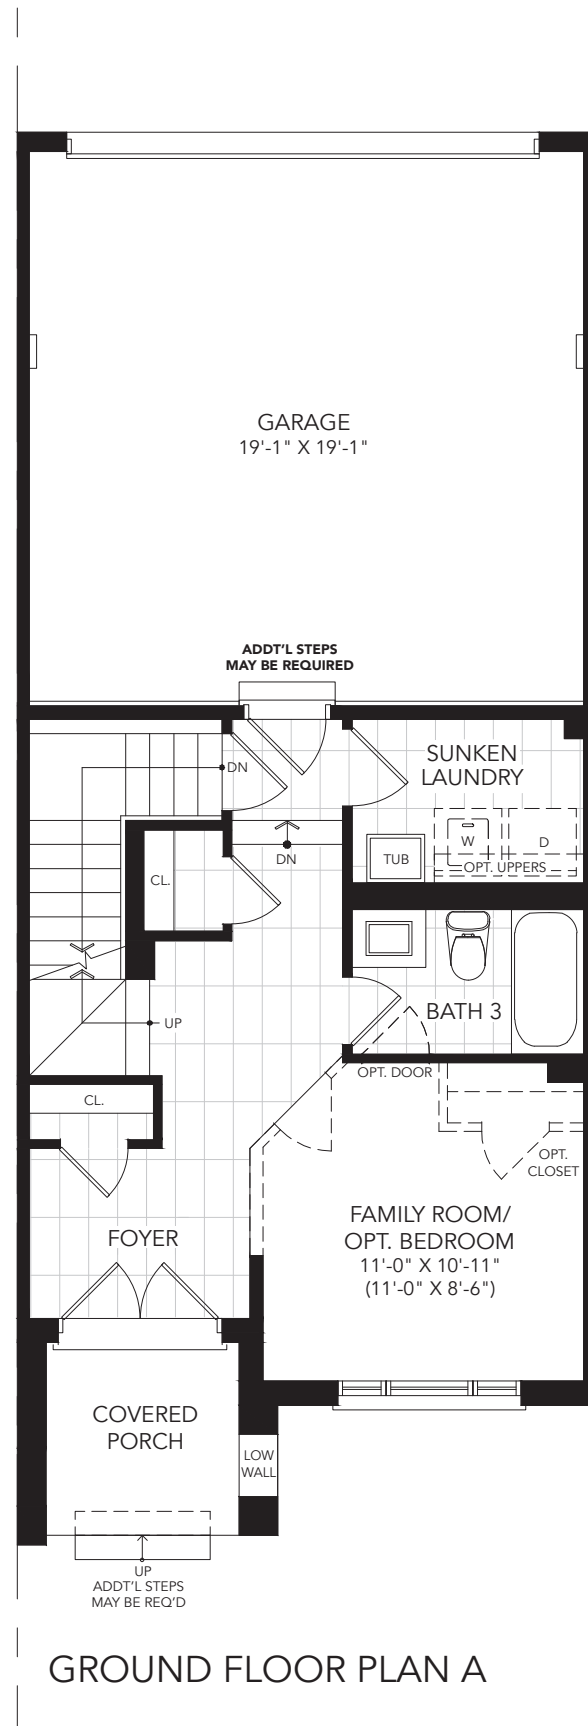 GARAGE
19'-1" X 19'-1"
ADDT'L STEPS
MAY BE REQUIRED
SUNKEN
LAUNDRY
DN
W
D
DN
TUB
OPT. UPPERS
CL.
BATH 3
UP
OPT. DOOR
CL.
OPT.
CLOSET
FAMILY ROOM/
OPT. BEDROOM
11'-0" X 10'-11"
(11'-0" X 8'-6")
FOYER
COVERED
PORCH
LOW
WALL
UP
ADDT'L STEPS
MAY BE REQ'D
GROUND FLOOR PLAN A